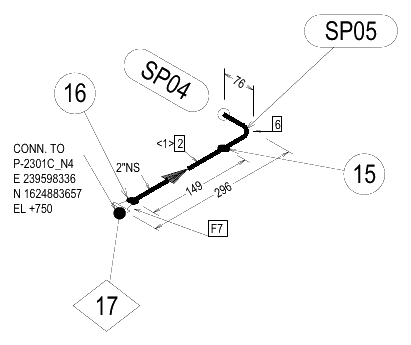 SP05
SP04
76
16
6
<1>
2
CONN. TO
P-2301C_N4
E 239598336
N 1624883657
EL +750
2"NS
15
149
296
F7
17